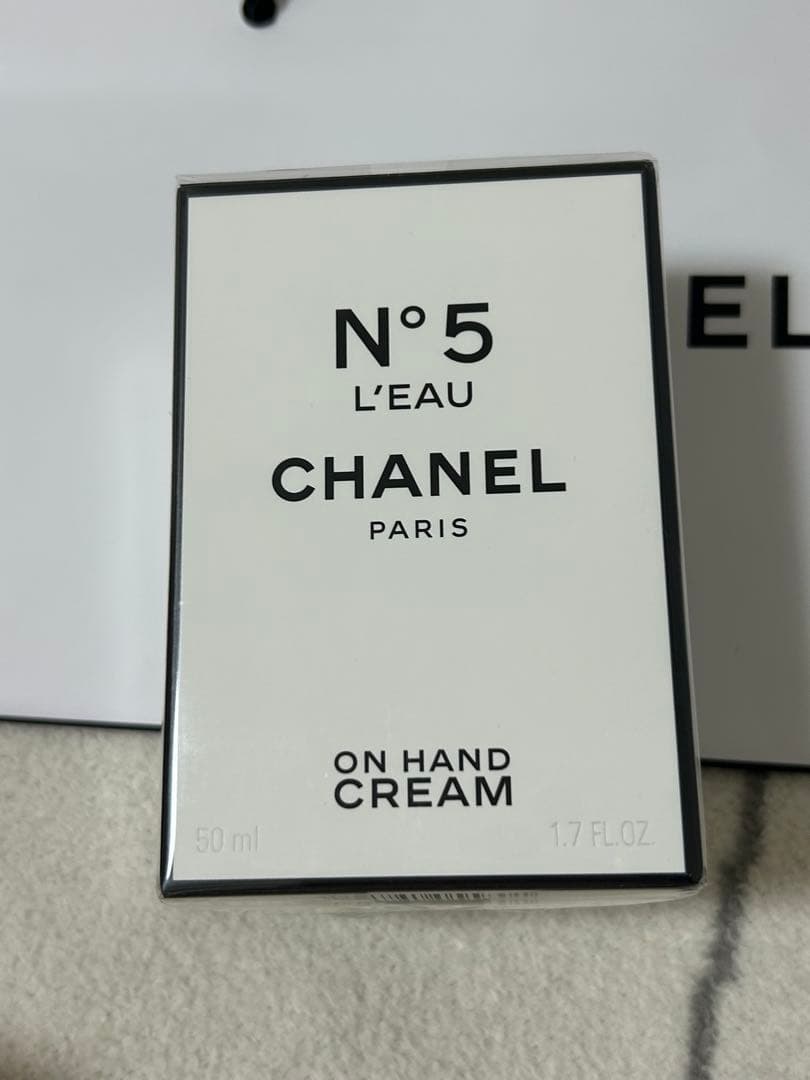 N° 5
L'EAU
CHANEL
PARIS
ON HAND
CREAM
50 ml 1.7 FL.OZ.
EL